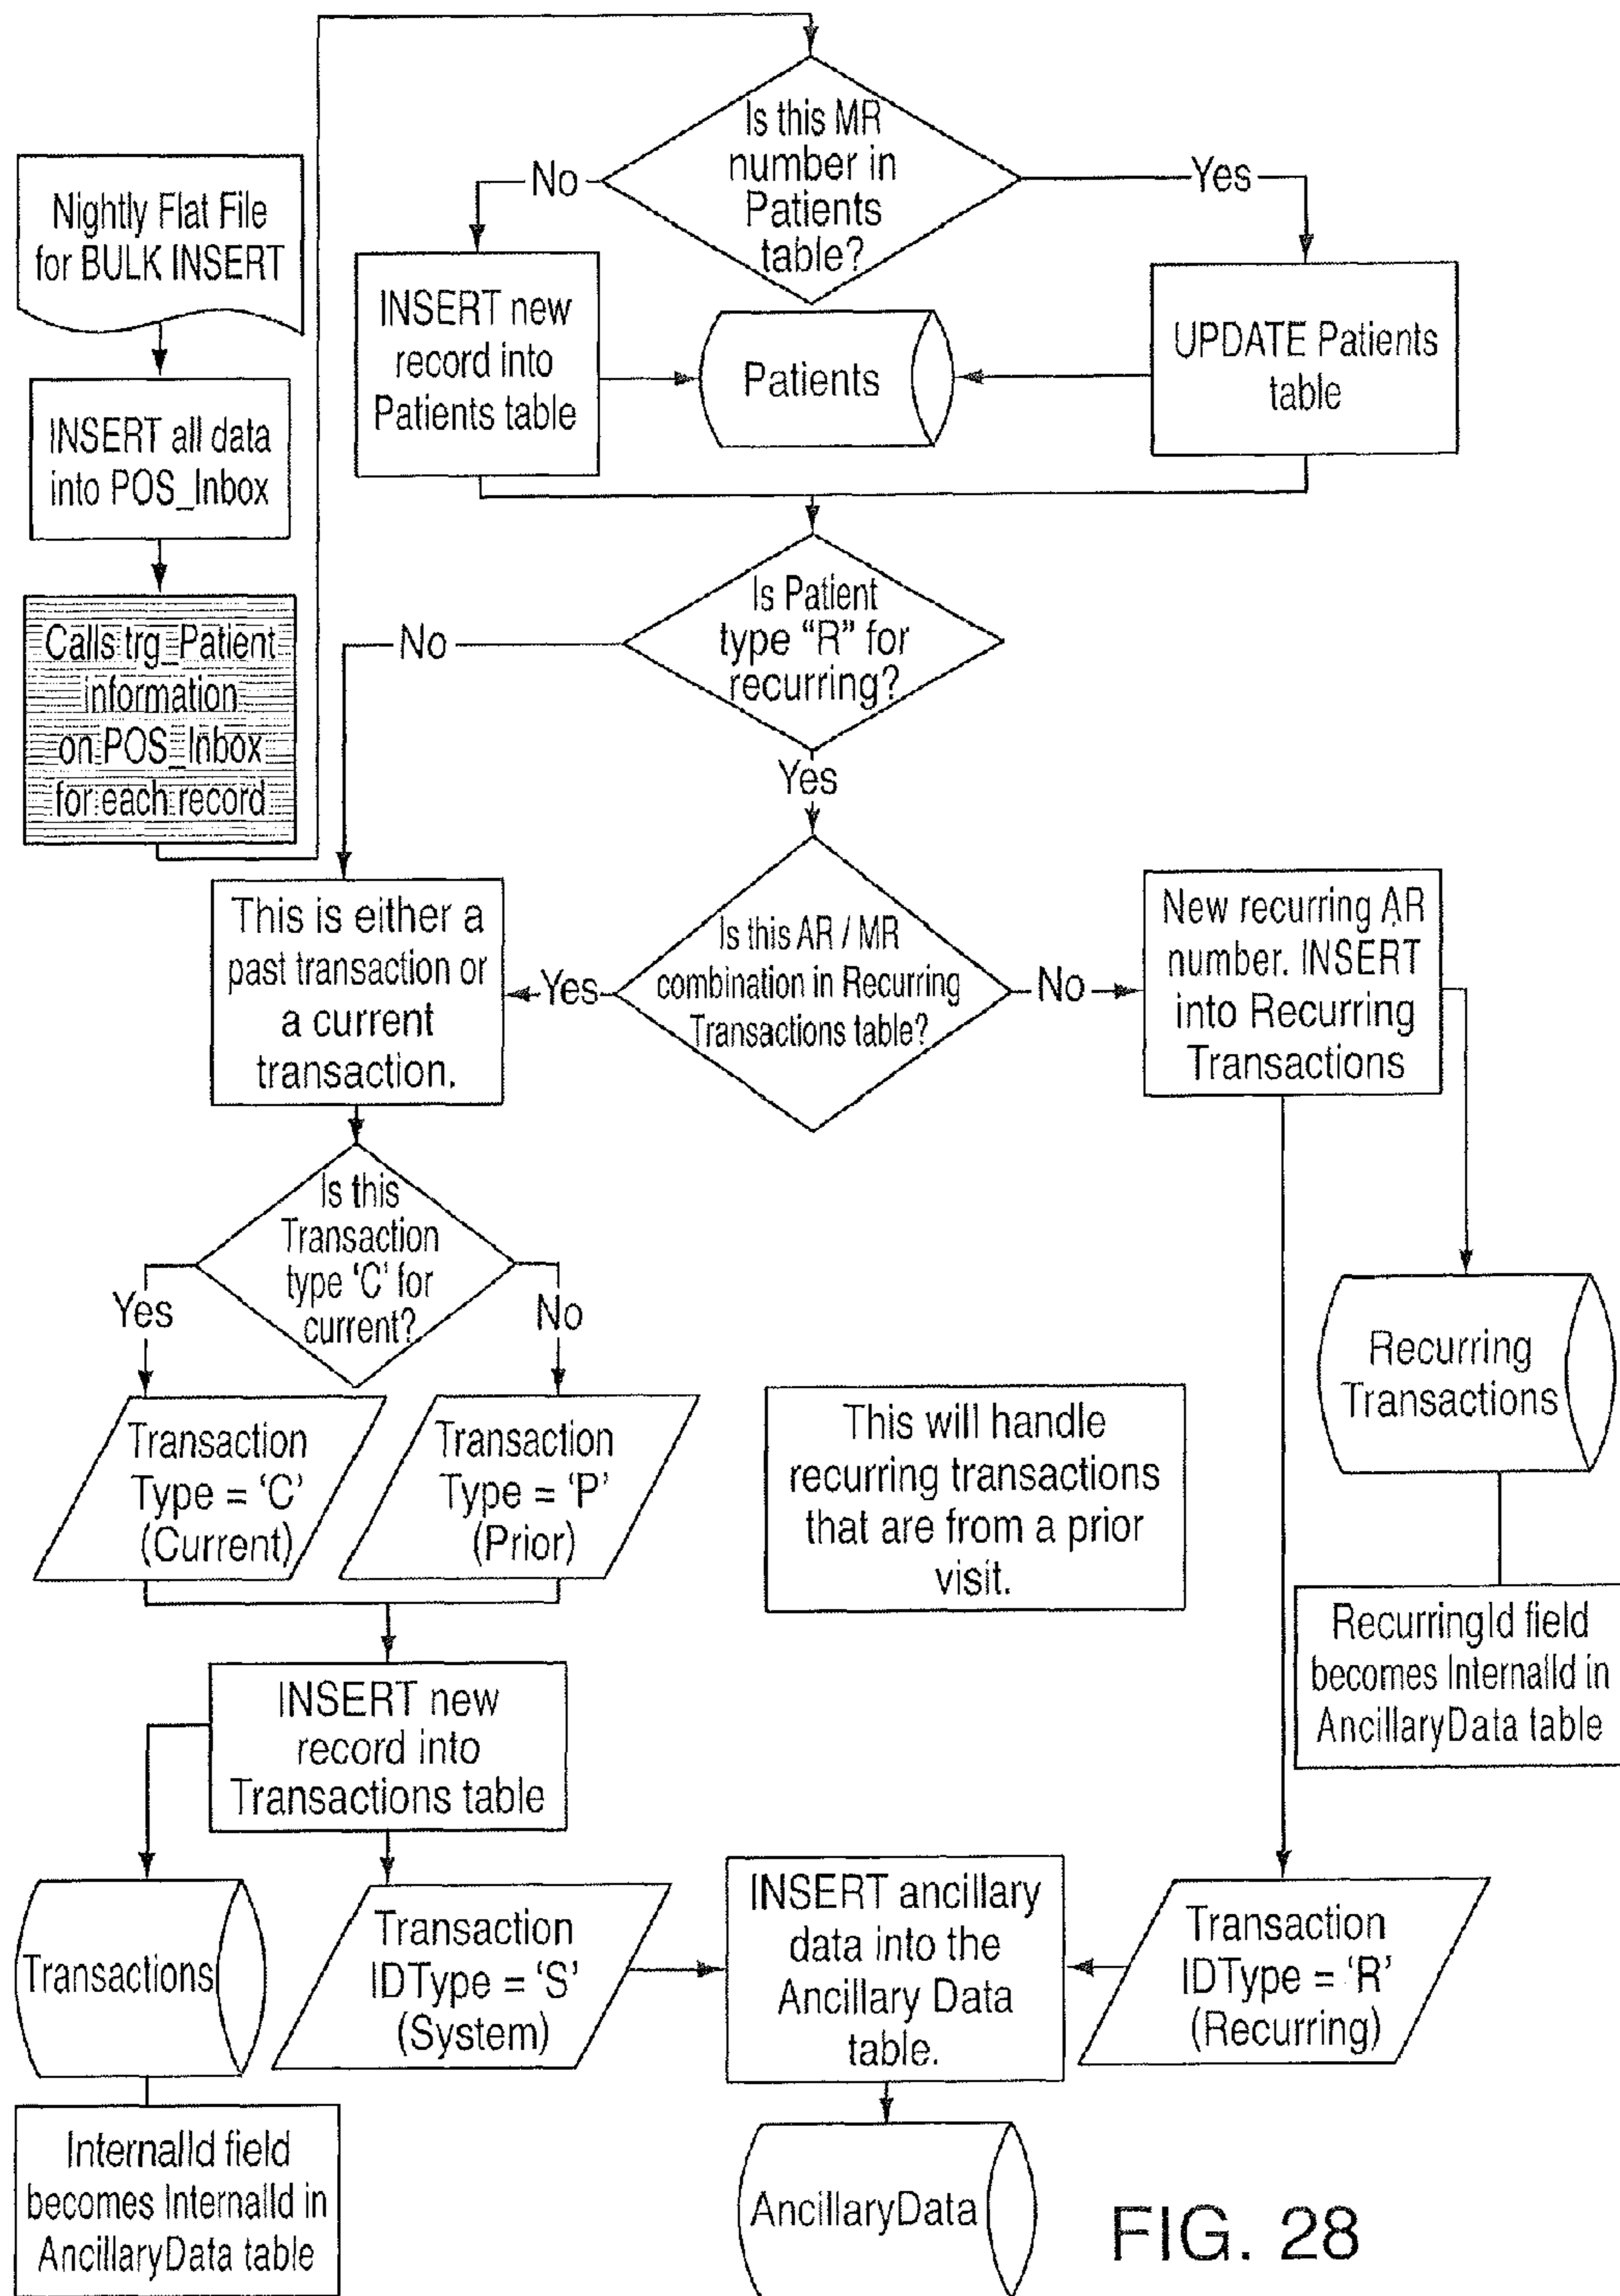 Nightly Flat File
for BULK INSERT
INSERT all data
into POS_Inbox
Calls trg_Patient
information
on POS_Inbox
for each record
Is this MR
number in
Patients
table?
No
Yes
INSERT new
record into
Patients table
Patients
UPDATE Patients
table
Is Patient
type "R" for
recurring?
No
Yes
This is either a
past transaction or
a current
transaction.
Yes
Is this AR / MR
combination in Recurring
Transactions table?
No
New recurring AR
number. INSERT
into Recurring
Transactions
Is this
Transaction
type 'C' for
current?
Yes
No
Transaction
Type = 'C'
(Current)
Transaction
Type = 'P'
(Prior)
This will handle
recurring transactions
that are from a prior
visit.
Recurring
Transactions
RecurringId field
becomes InternalId in
AncillaryData table
INSERT new
record into
Transactions table
Transactions
Transaction
IDType = 'S'
(System)
INSERT ancillary
data into the
Ancillary Data
table.
Transaction
IDType = 'R'
(Recurring)
InternalId field
becomes InternalId in
AncillaryData table
AncillaryData
FIG. 28